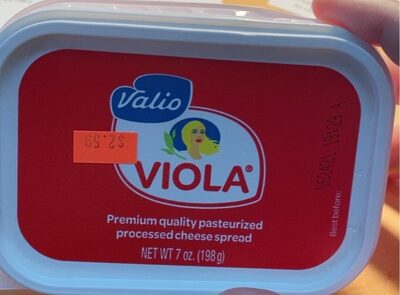 Valio
VIOLA®
$2.59
Premium quality pasteurized
processed cheese spread
NET WT 7 oz. (198 g)
Best before: